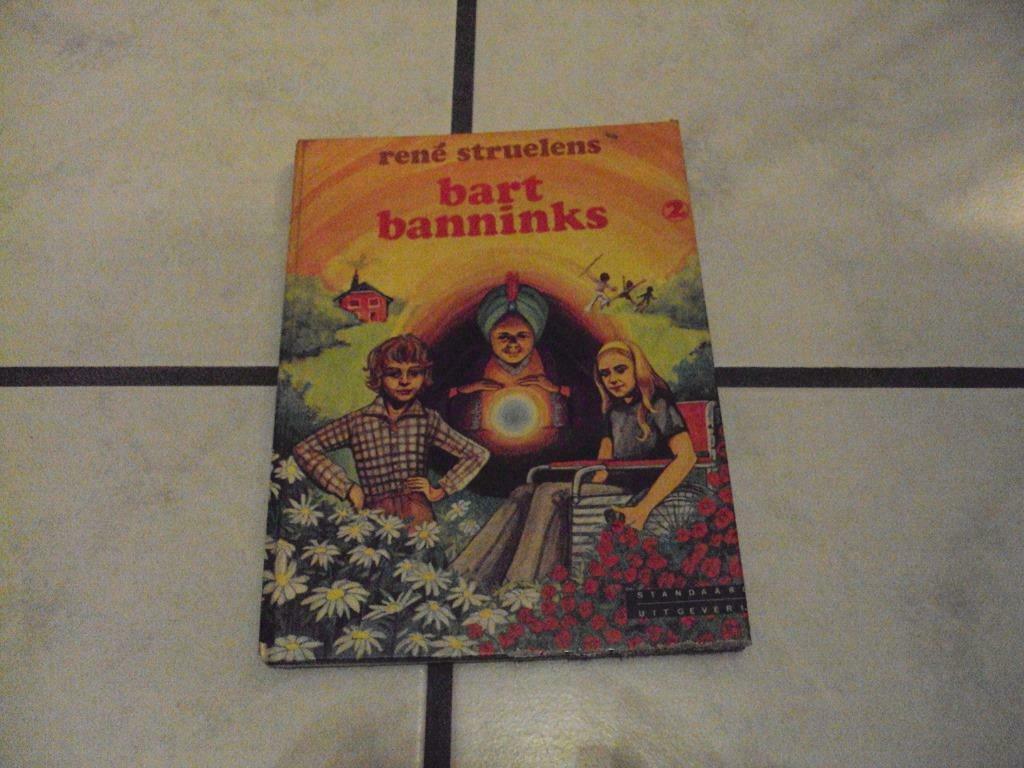 rené struelens
bart
banninks
2
STANDAARD
UITGEVERIJ